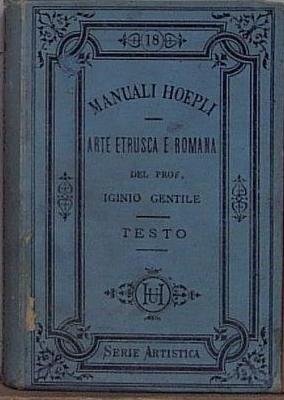 18
MANUALI HOEPLI
ARTE ETRUSCA E ROMANA
DEL PROF.
IGINIO GENTILE
TESTO
UH
SERIE ARTISTICA